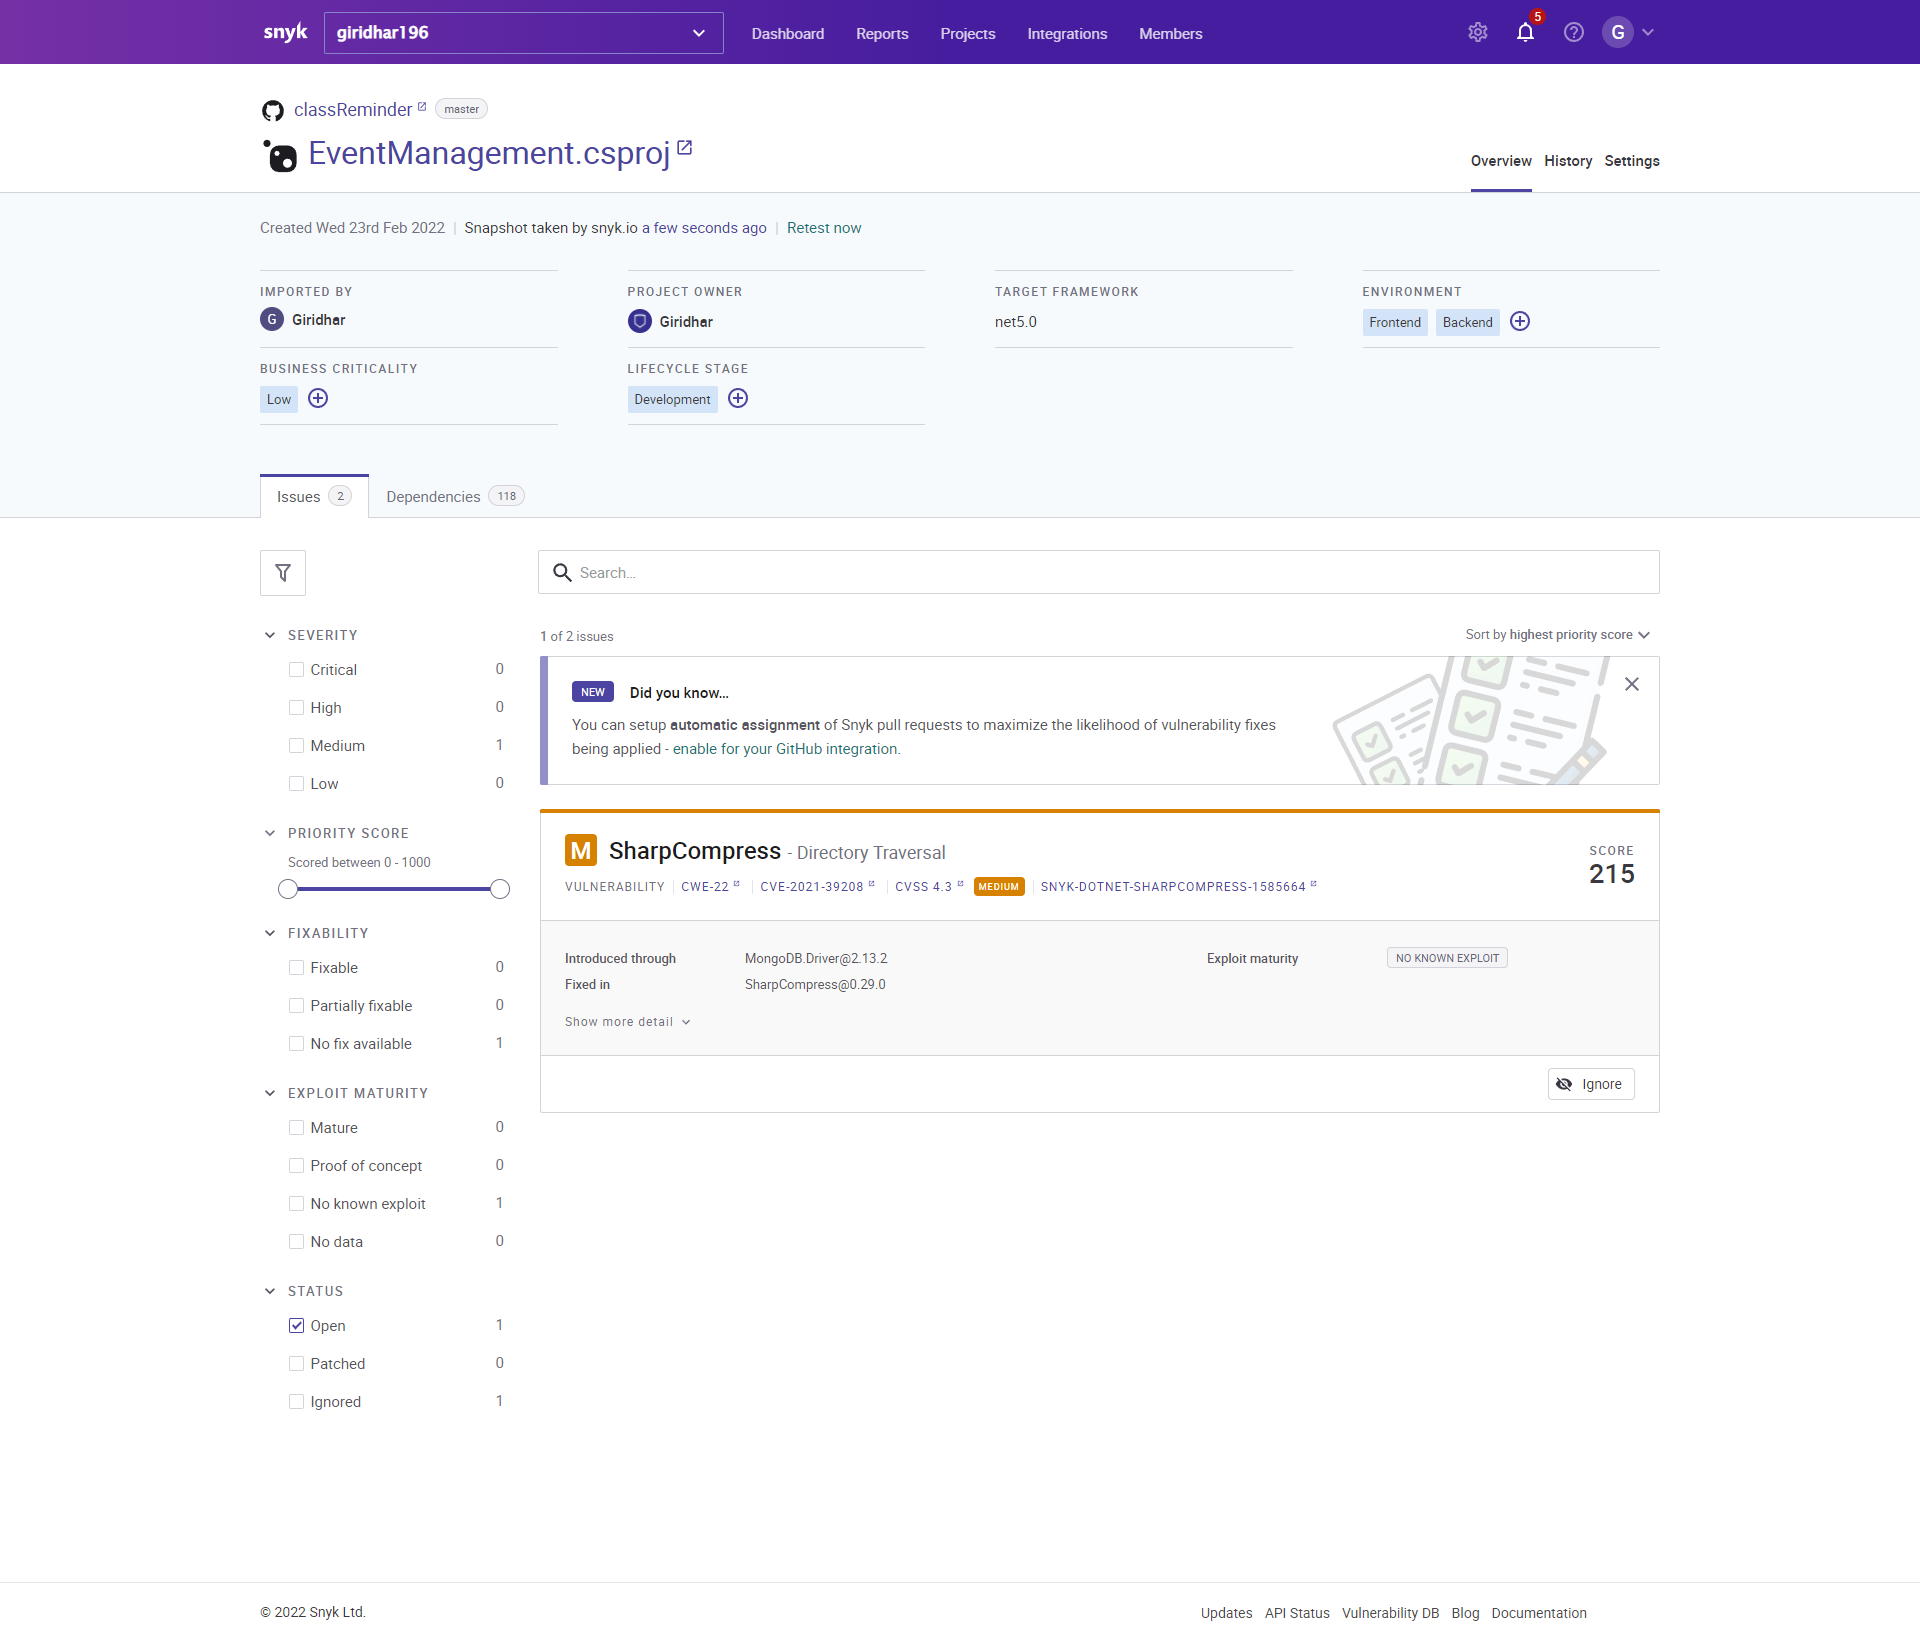 snyk giridhar196 Dashboard Reports Projects Integrations Members 5 G
classReminder master
EventManagement.csproj
Overview History Settings
Created Wed 23rd Feb 2022 | Snapshot taken by snyk.io a few seconds ago | Retest now
IMPORTED BY PROJECT OWNER TARGET FRAMEWORK ENVIRONMENT
G Giridhar Giridhar net5.0 Frontend Backend
BUSINESS CRITICALITY LIFECYCLE STAGE
Low Development
Issues 2 Dependencies 118
Search...
SEVERITY
Critical 0
High 0
Medium 1
Low 0
PRIORITY SCORE
Scored between 0 - 1000
FIXABILITY
Fixable 0
Partially fixable 0
No fix available 1
EXPLOIT MATURITY
Mature 0
Proof of concept 0
No known exploit 1
No data 0
STATUS
Open 1
Patched 0
Ignored 1
1 of 2 issues Sort by highest priority score
NEW Did you know...
You can setup automatic assignment of Snyk pull requests to maximize the likelihood of vulnerability fixes
being applied - enable for your GitHub integration.
M SharpCompress - Directory Traversal
SCORE
215
VULNERABILITY | CWE-22 | CVE-2021-39208 | CVSS 4.3 MEDIUM | SNYK-DOTNET-SHARPCOMPRESS-1585664
Introduced through MongoDB.Driver@2.13.2 Exploit maturity NO KNOWN EXPLOIT
Fixed in SharpCompress@0.29.0
Show more detail
Ignore
© 2022 Snyk Ltd. Updates API Status Vulnerability DB Blog Documentation